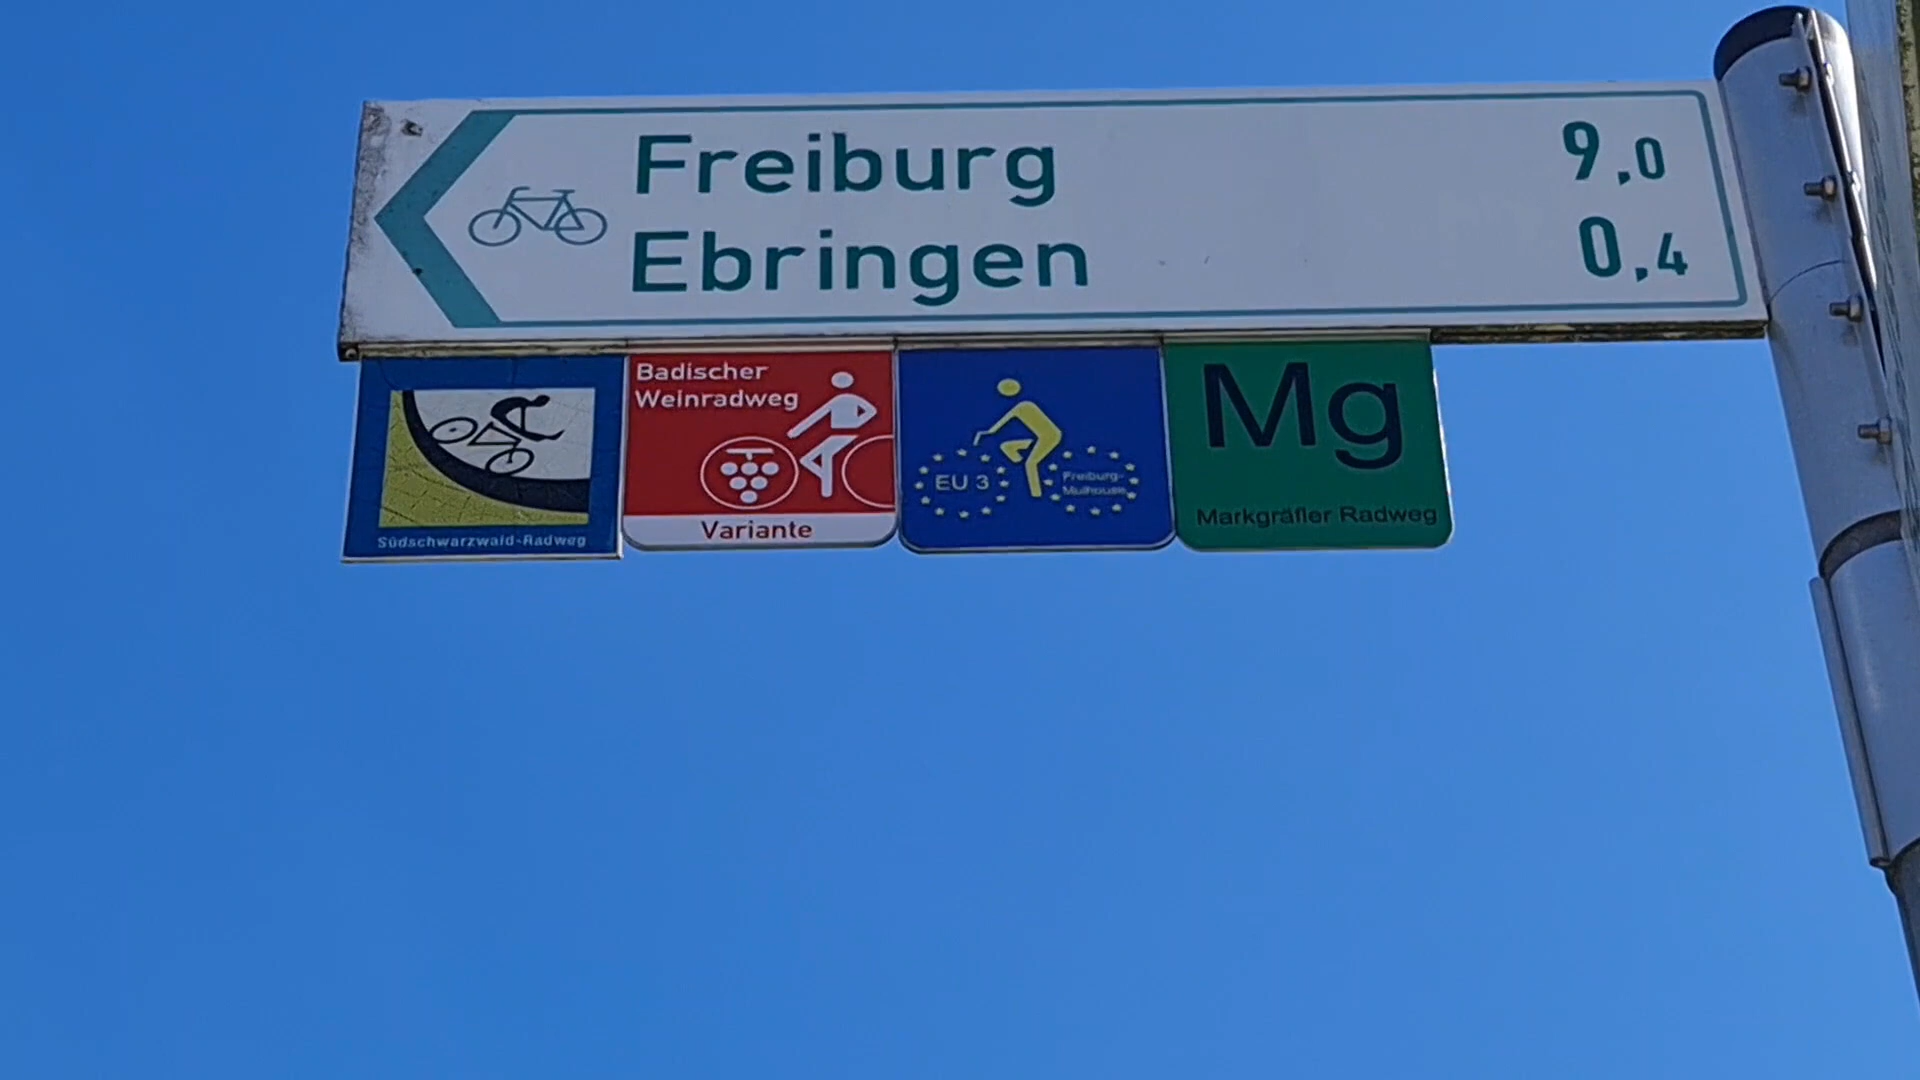 Freiburg 9,0
Ebringen 0,4
Südschwarzwald-Radweg
Badischer
Weinradweg
Variante
EU 3
Freiburg-
Mulhouse
Mg
Markgräfler Radweg